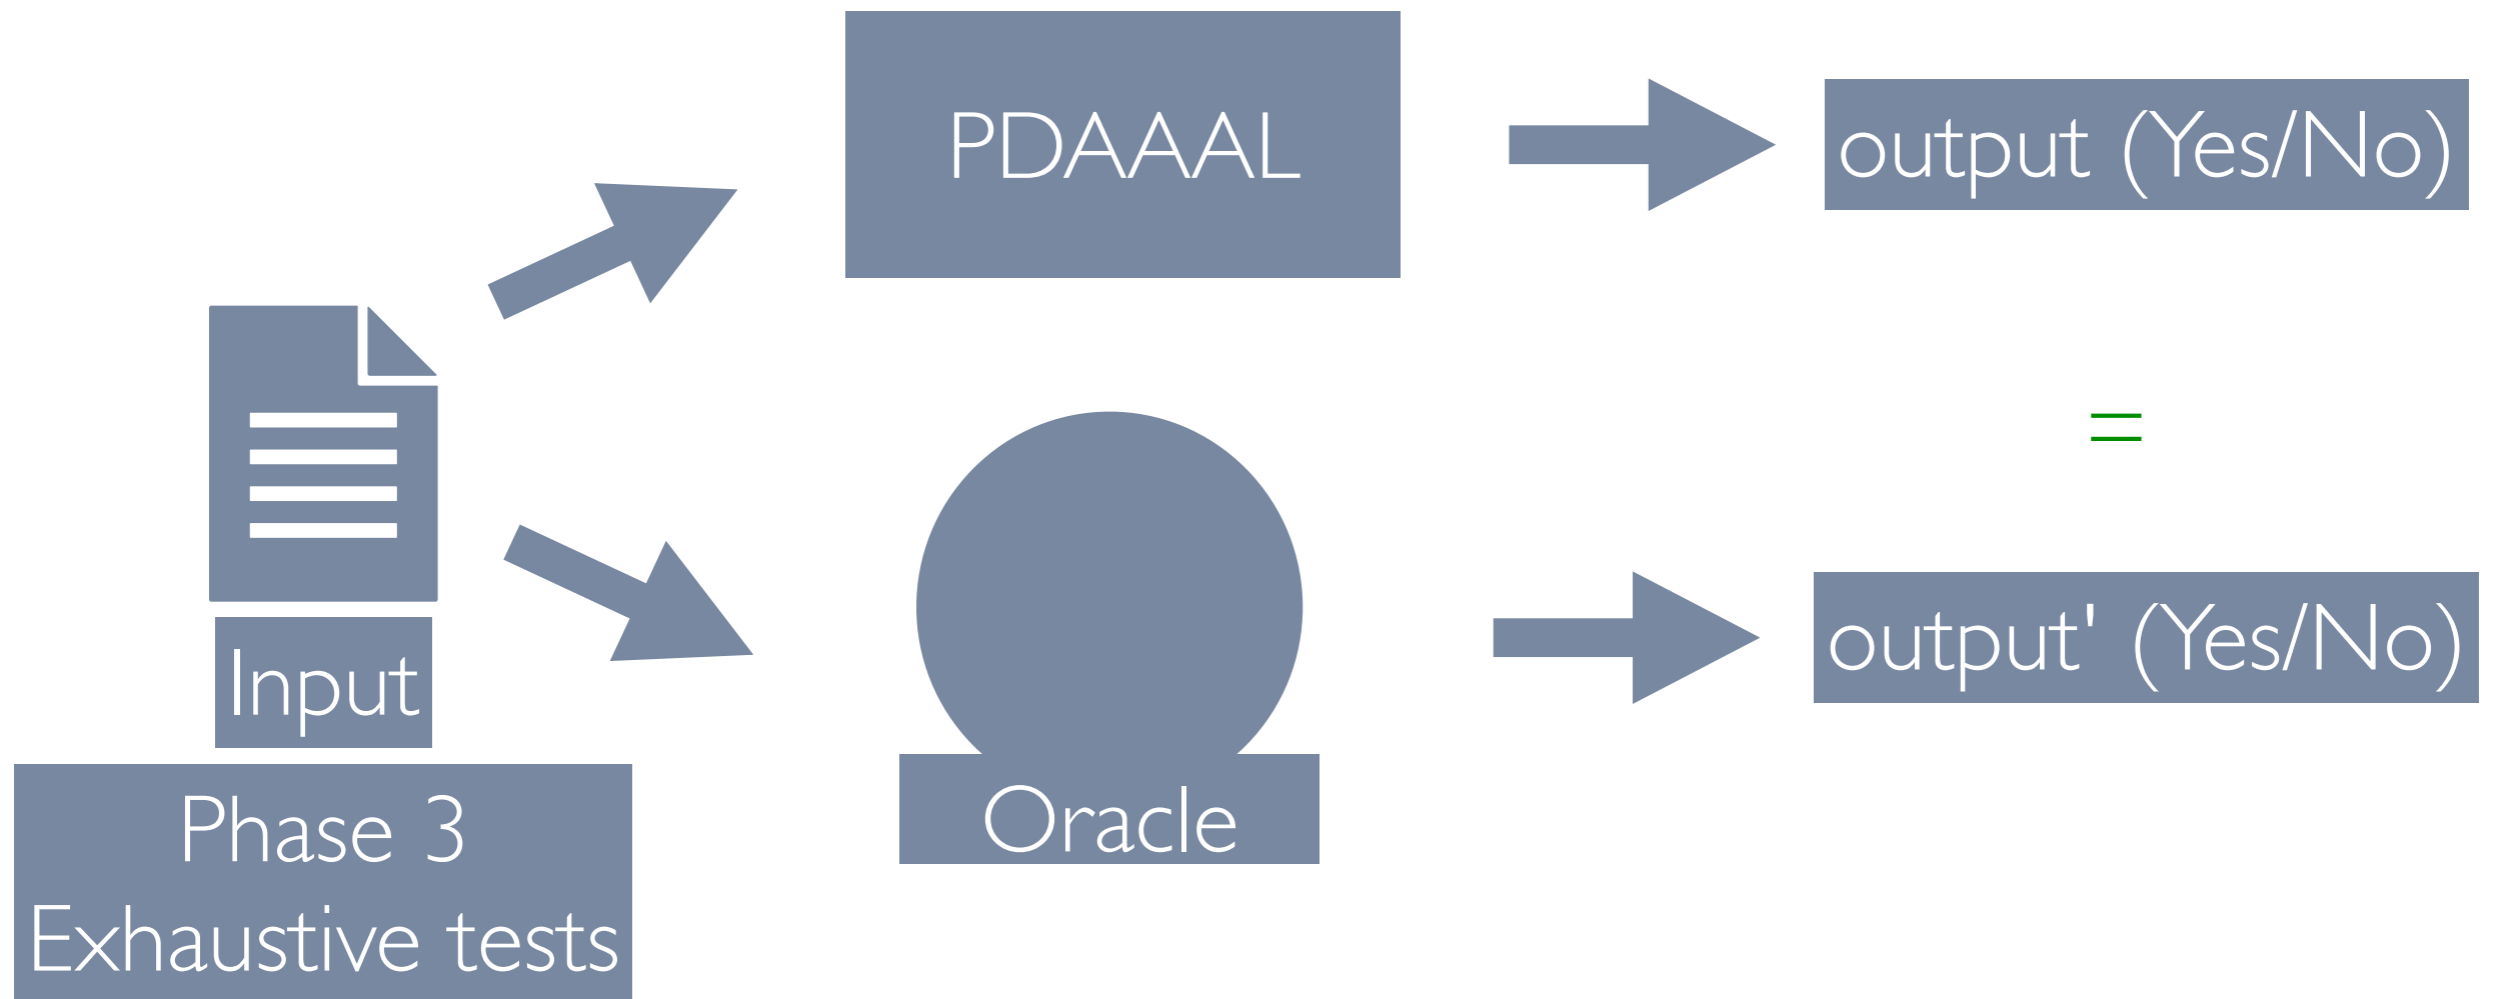 PDAAAL
output (Yes/No)
=
Input
output' (Yes/No)
Phase 3
Exhaustive tests
Oracle